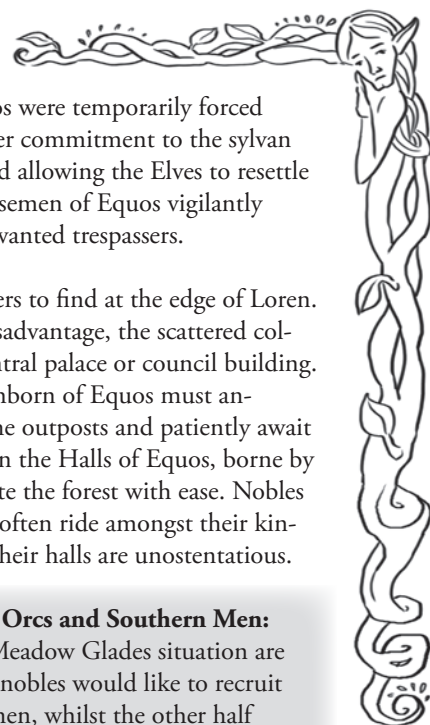 os were temporarily forced
er commitment to the sylvan
d allowing the Elves to resettle
semen of Equos vigilantly
wanted trespassers.
ers to find at the edge of Loren.
sadvantage, the scattered col-
ntral palace or council building.
nborn of Equos must an-
ne outposts and patiently await
n the Halls of Equos, borne by
te the forest with ease. Nobles
often ride amongst their kin-
heir halls are unostentatious.
Orcs and Southern Men:
Meadow Glades situation are
nobles would like to recruit
men, whilst the other half